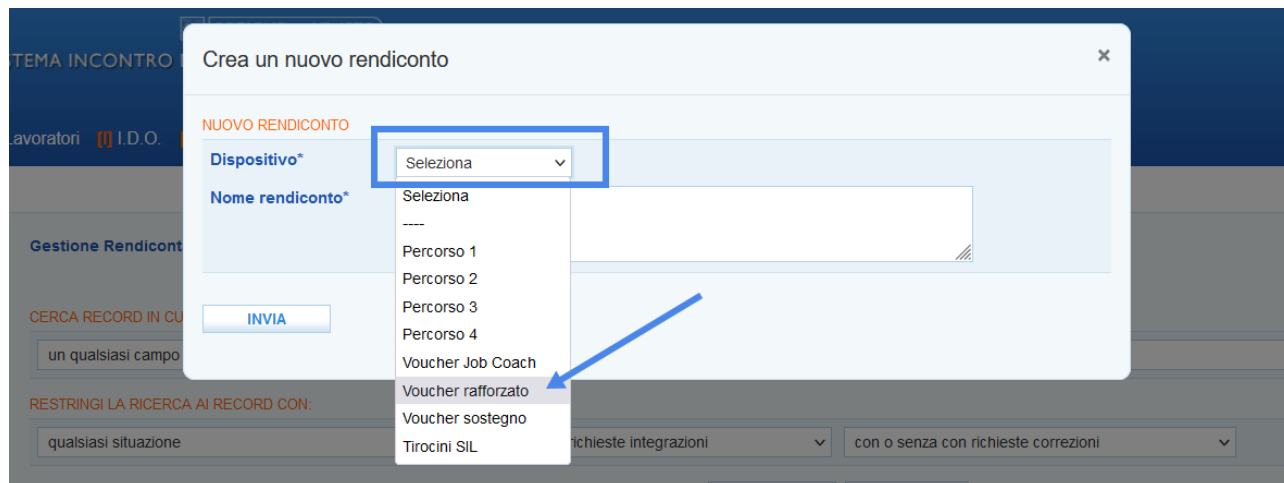 STEMA INCONTRO
Crea un nuovo rendiconto
×
avoratori [I] I.D.O.
NUOVO RENDICONTO
Dispositivo*
Seleziona
Nome rendiconto*
Seleziona
----
Percorso 1
Percorso 2
Percorso 3
Percorso 4
Voucher Job Coach
Voucher rafforzato
Voucher sostegno
Tirocini SIL
INVIA
Gestione Rendicont
CERCA RECORD IN CU
un qualsiasi campo
RESTRINGI LA RICERCA AI RECORD CON:
qualsiasi situazione
richieste integrazioni
con o senza con richieste correzioni